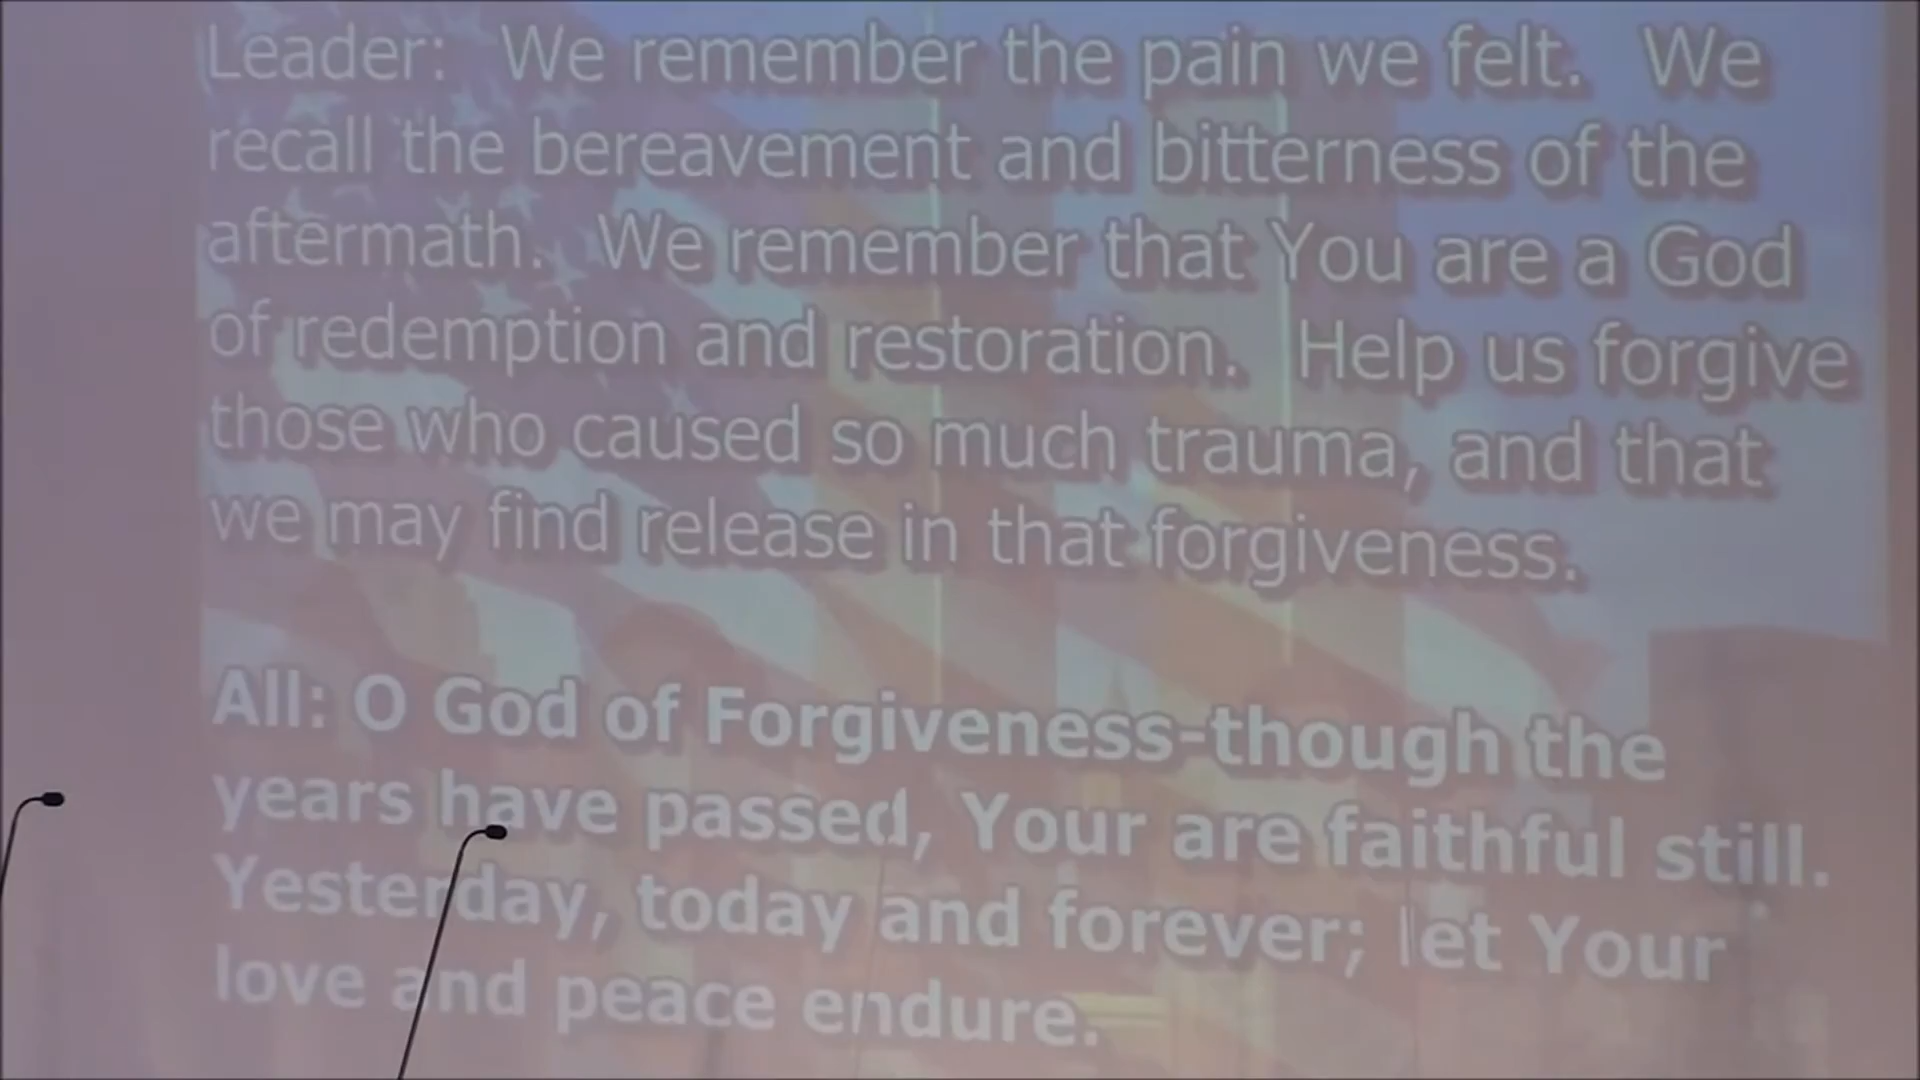 Leader: We remember the pain we felt. We
recall the bereavement and bitterness of the
aftermath. We remember that You are a God
of redemption and restoration. Help us forgive
those who caused so much trauma, and that
we may find release in that forgiveness.
All: O God of Forgiveness-though the
years have passed, Your are faithful still.
Yesterday, today and forever; let Your
love and peace endure.